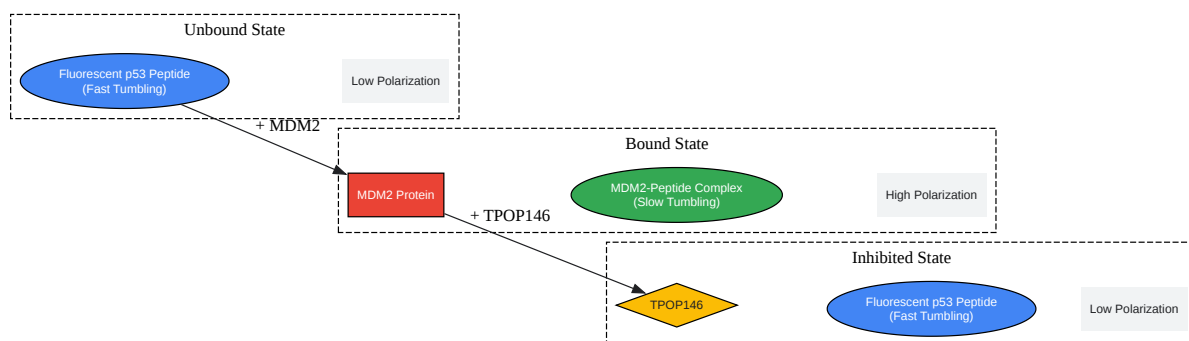 Unbound State
Fluorescent p53 Peptide
(Fast Tumbling)
Low Polarization
+ MDM2
Bound State
MDM2 Protein
MDM2-Peptide Complex
(Slow Tumbling)
High Polarization
+ TPOP146
Inhibited State
TPOP146
Fluorescent p53 Peptide
(Fast Tumbling)
Low Polarization